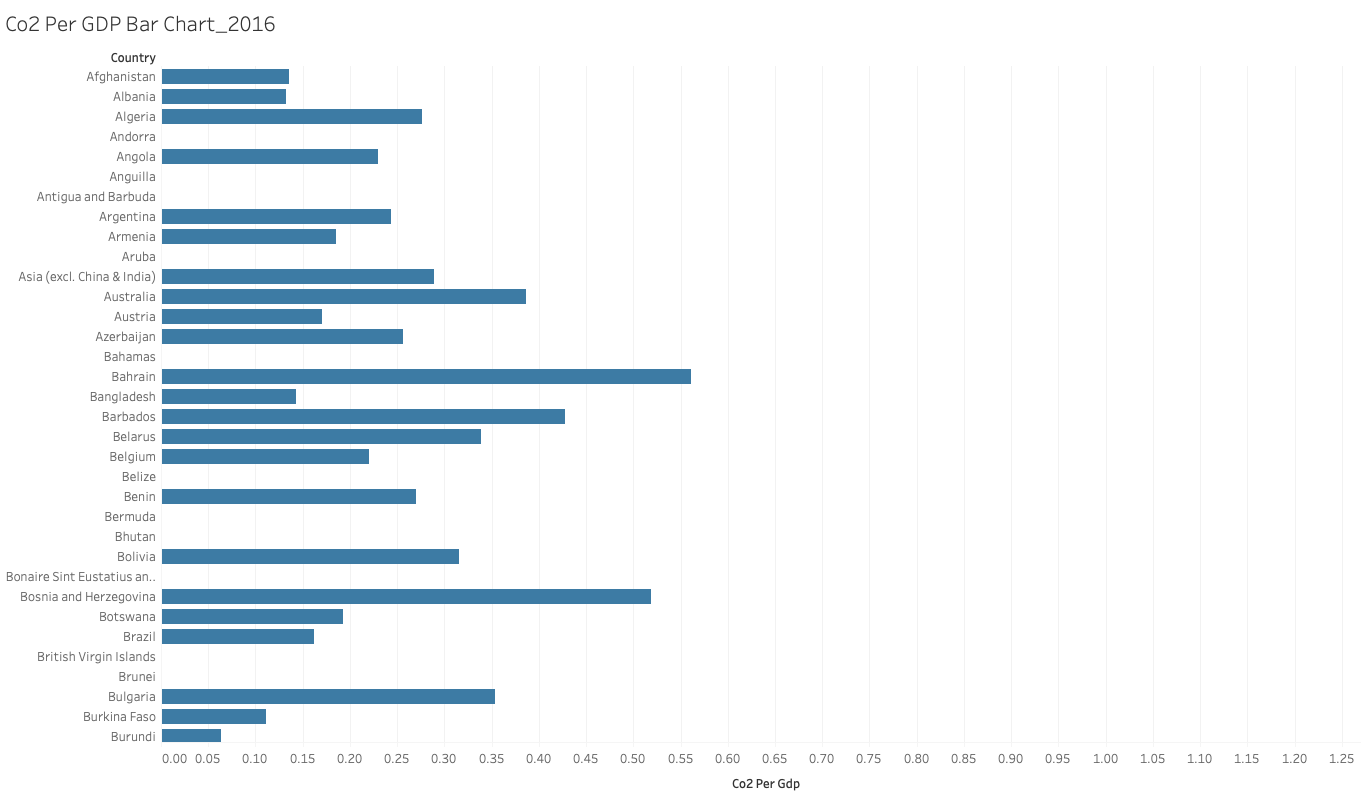 Co2 Per GDP Bar Chart_2016
Country
Afghanistan
Albania
Algeria
Andorra
Angola
Anguilla
Antigua and Barbuda
Argentina
Armenia
Aruba
Asia (excl. China & India)
Australia
Austria
Azerbaijan
Bahamas
Bahrain
Bangladesh
Barbados
Belarus
Belgium
Belize
Benin
Bermuda
Bhutan
Bolivia
Bonaire Sint Eustatius an..
Bosnia and Herzegovina
Botswana
Brazil
British Virgin Islands
Brunei
Bulgaria
Burkina Faso
Burundi
0.00 0.05 0.10 0.15 0.20 0.25 0.30 0.35 0.40 0.45 0.50 0.55 0.60 0.65 0.70 0.75 0.80 0.85 0.90 0.95 1.00 1.05 1.10 1.15 1.20 1.25
Co2 Per Gdp